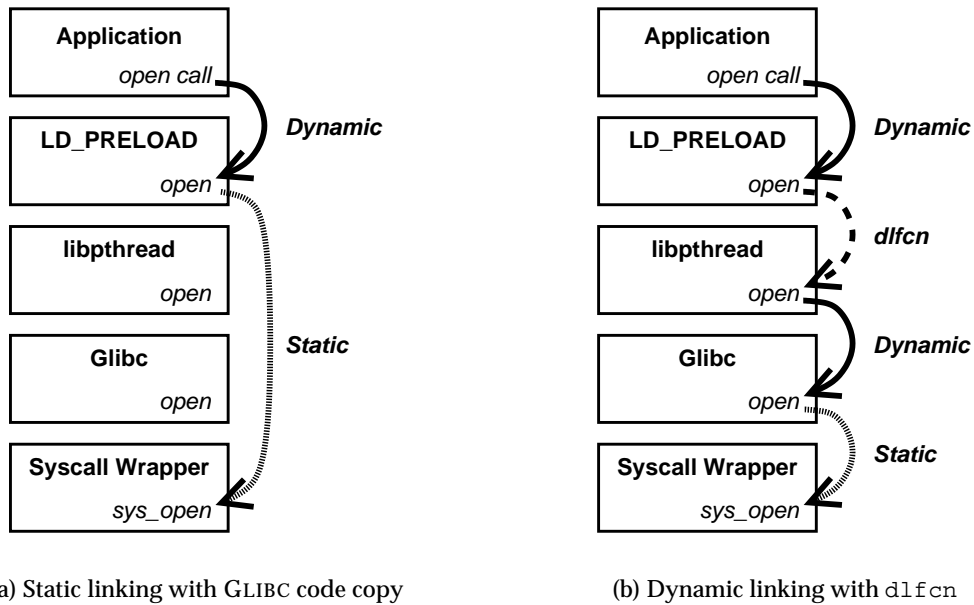 Application
open call
Dynamic
LD_PRELOAD
open
libpthread
open
Static
Glibc
open
Syscall Wrapper
sys_open
a) Static linking with GLIBC code copy
Application
open call
Dynamic
LD_PRELOAD
open
dlfcn
libpthread
open
Dynamic
Glibc
open
Static
Syscall Wrapper
sys_open
(b) Dynamic linking with dlfcn